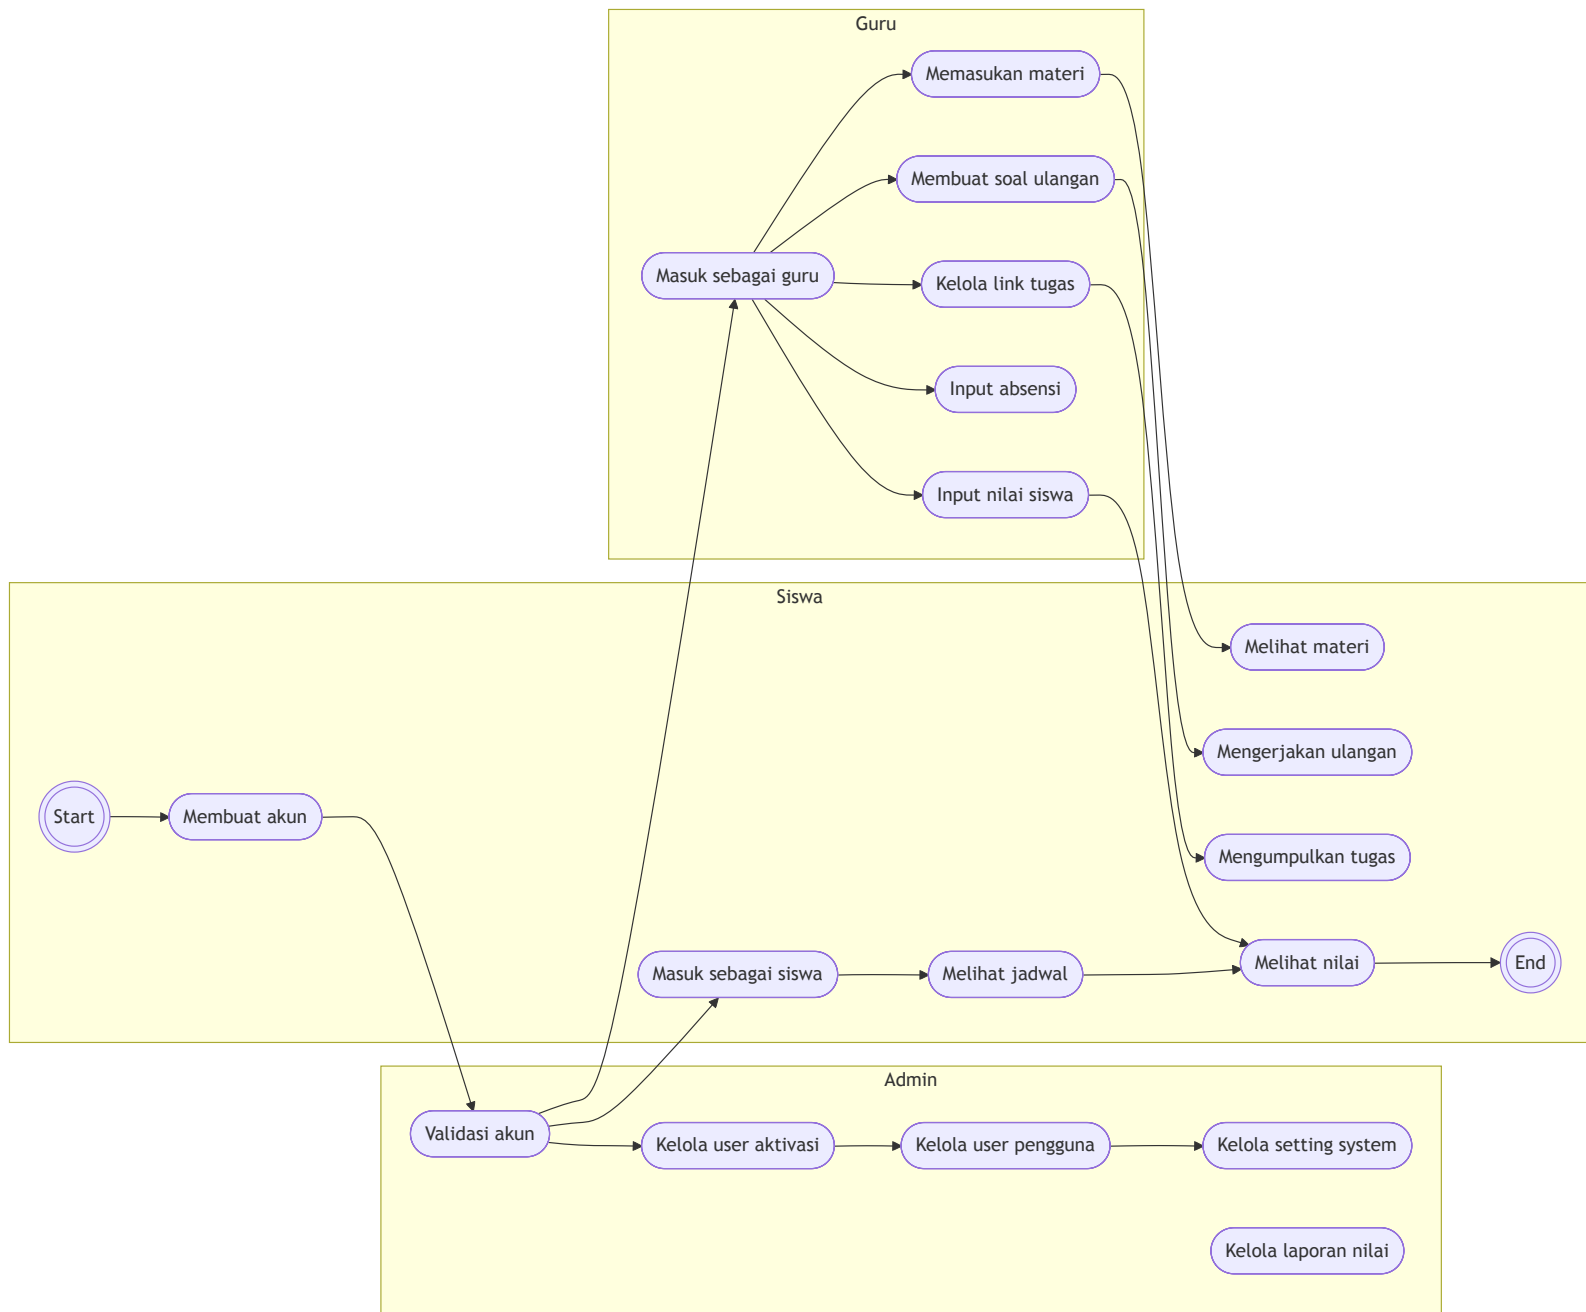 Guru
Memasukan materi
Membuat soal ulangan
Masuk sebagai guru
Kelola link tugas
Input absensi
Input nilai siswa
Siswa
Melihat materi
Mengerjakan ulangan
Start
Membuat akun
Mengumpulkan tugas
Masuk sebagai siswa
Melihat jadwal
Melihat nilai
End
Admin
Validasi akun
Kelola user aktivasi
Kelola user pengguna
Kelola setting system
Kelola laporan nilai